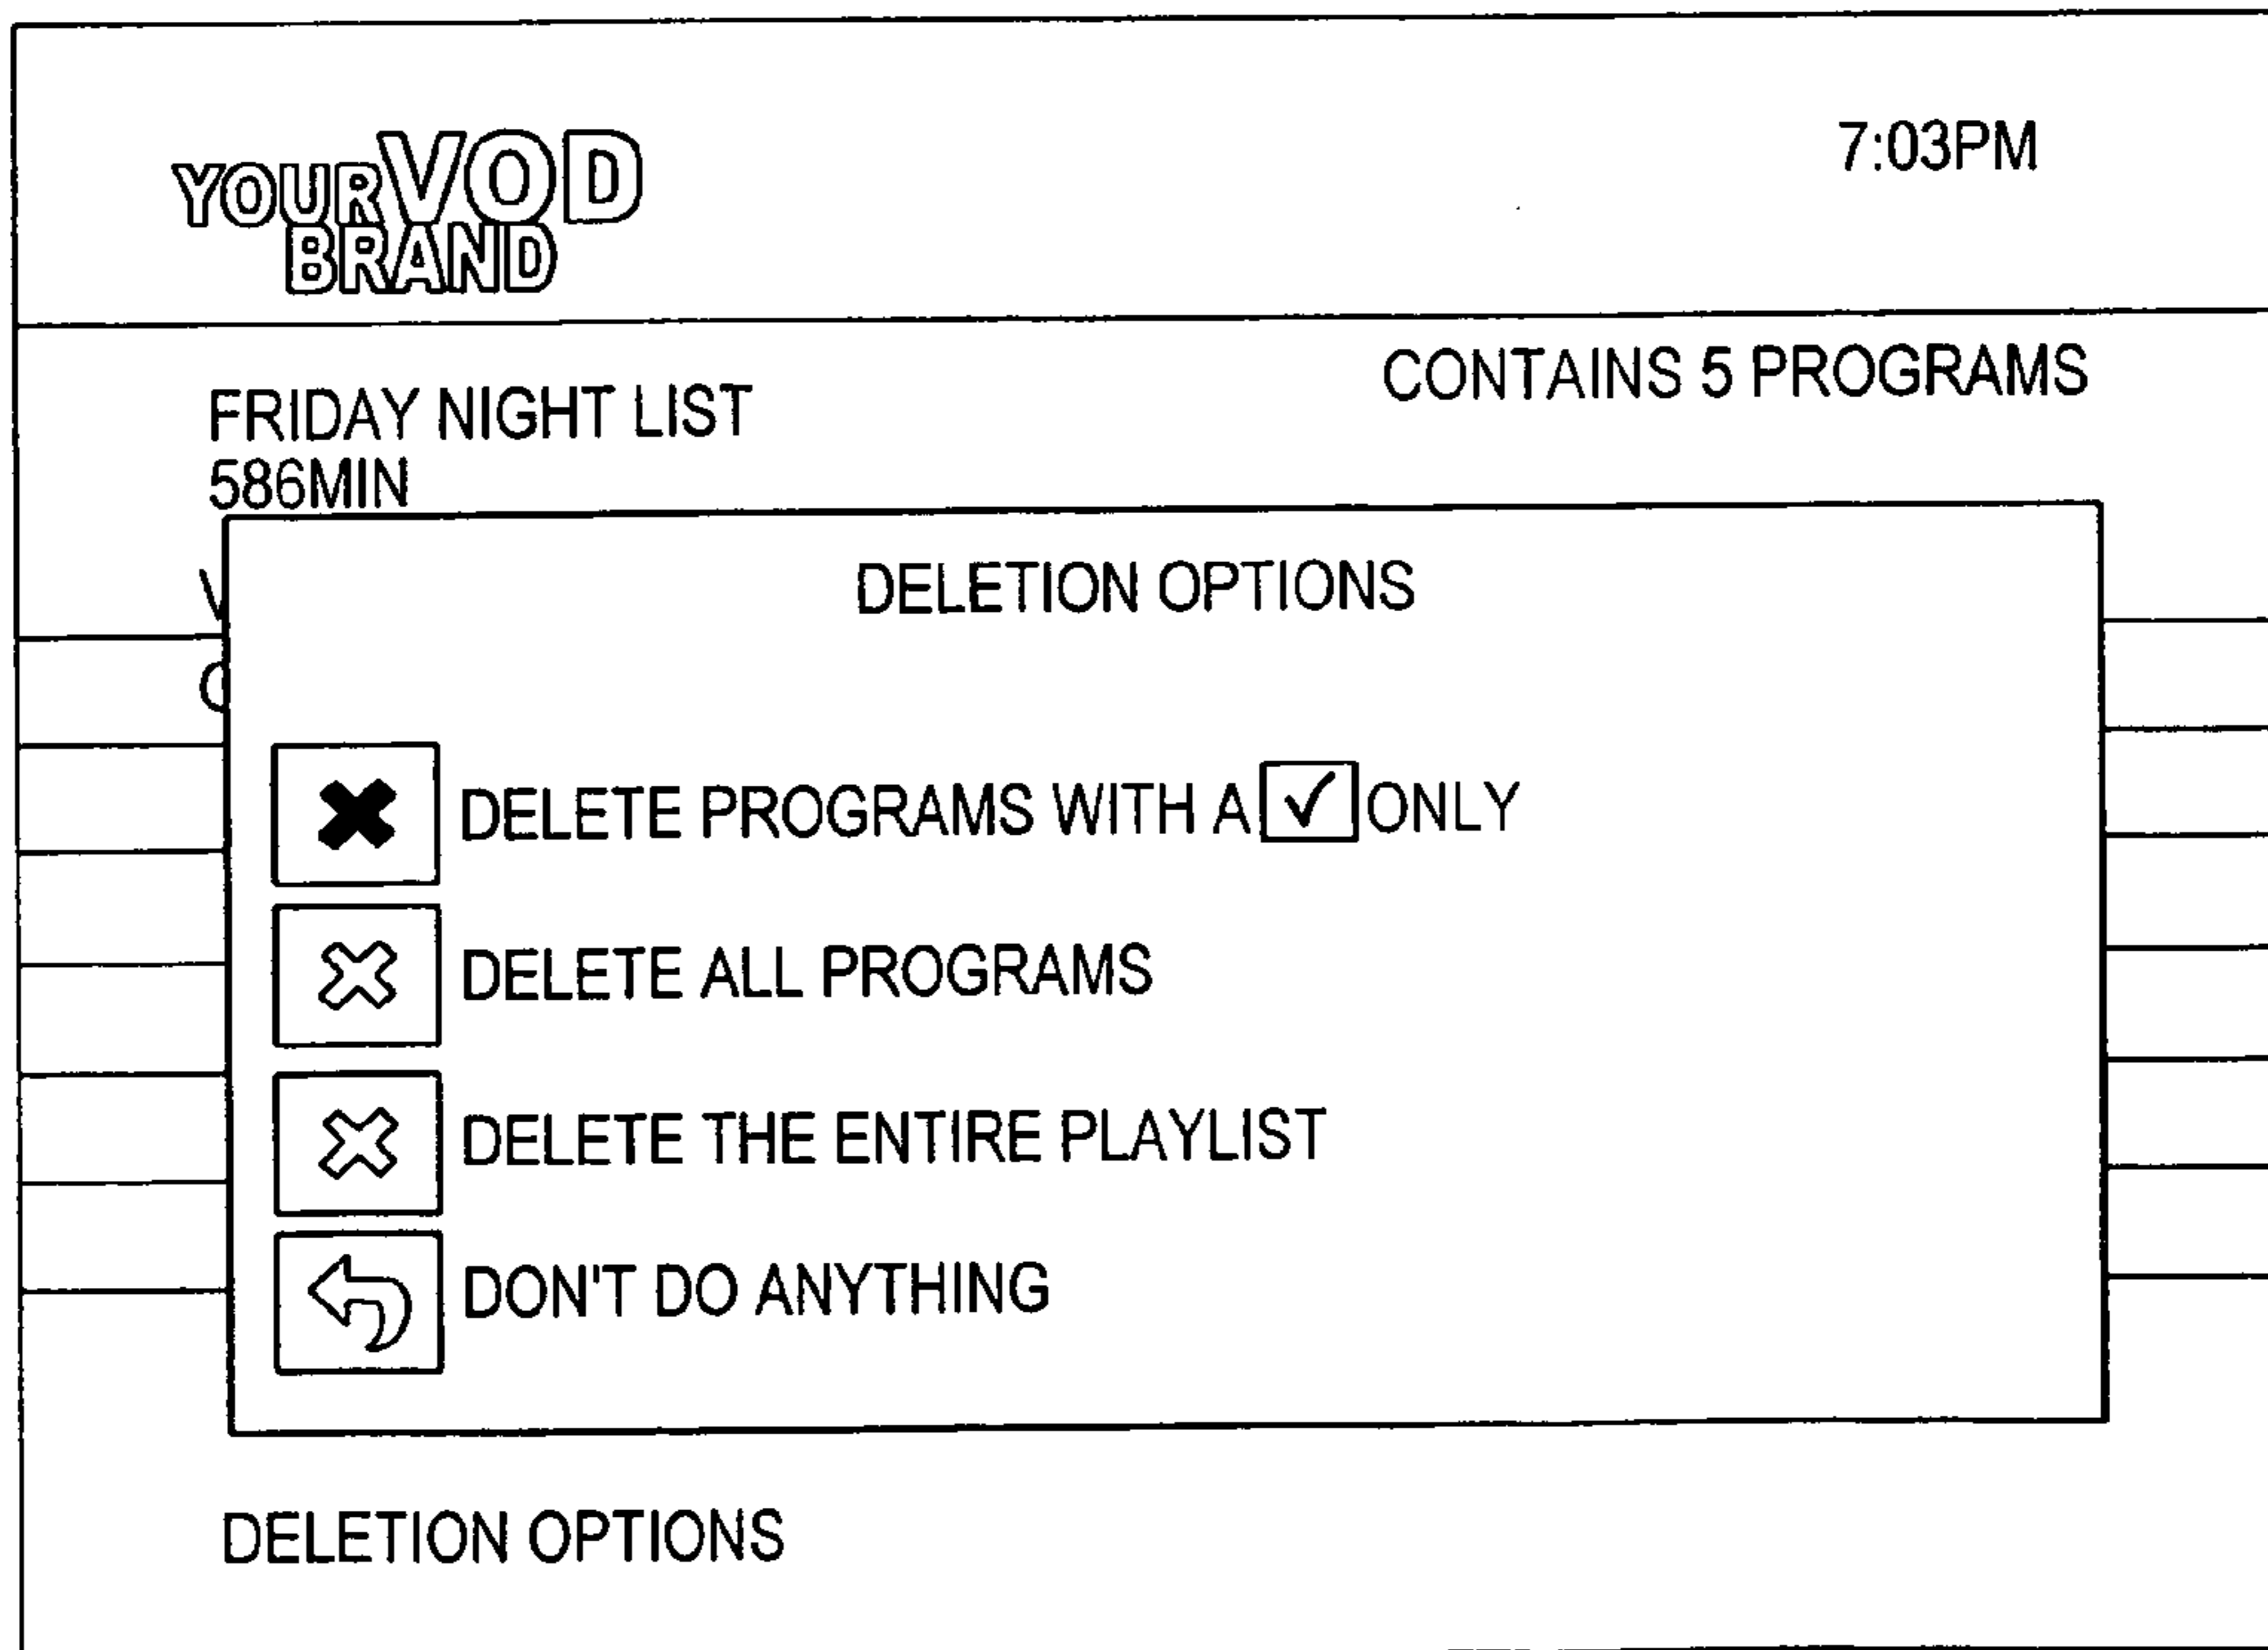 YOUR VOD
BRAND
7:03PM
CONTAINS 5 PROGRAMS
FRIDAY NIGHT LIST
586MIN
DELETION OPTIONS
DELETE PROGRAMS WITH A ✓ ONLY
DELETE ALL PROGRAMS
DELETE THE ENTIRE PLAYLIST
DON'T DO ANYTHING
DELETION OPTIONS